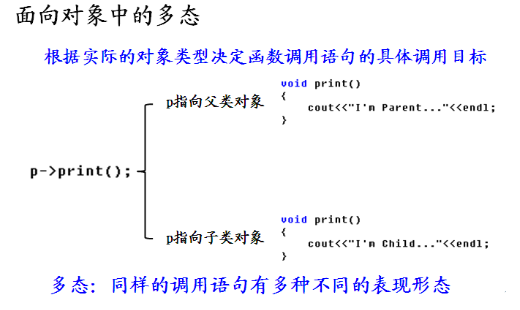 面向对象中的多态
根据实际的对象类型决定函数调用语句的具体调用目标
p指向父类对象
void print()
{
cout<<"I'm Parent..."<<endl;
}
p->print();
p指向子类对象
void print()
{
cout<<"I'm Child..."<<endl;
}
多态：同样的调用语句有多种不同的表现形态